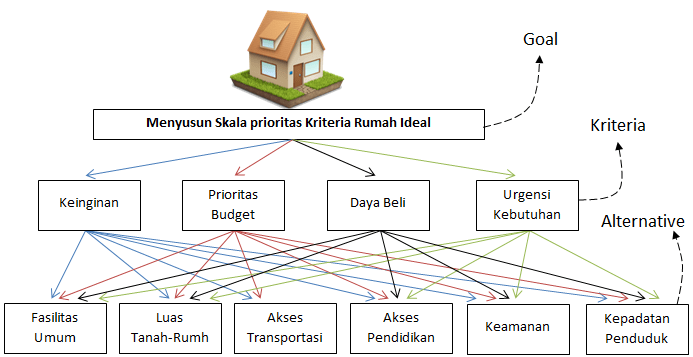 Goal
Menyusun Skala prioritas Kriteria Rumah Ideal
Kriteria
Keinginan
Prioritas
Budget
Daya Beli
Urgensi
Kebutuhan
Alternative
Fasilitas
Umum
Luas
Tanah-Rumh
Akses
Transportasi
Akses
Pendidikan
Keamanan
Kepadatan
Penduduk